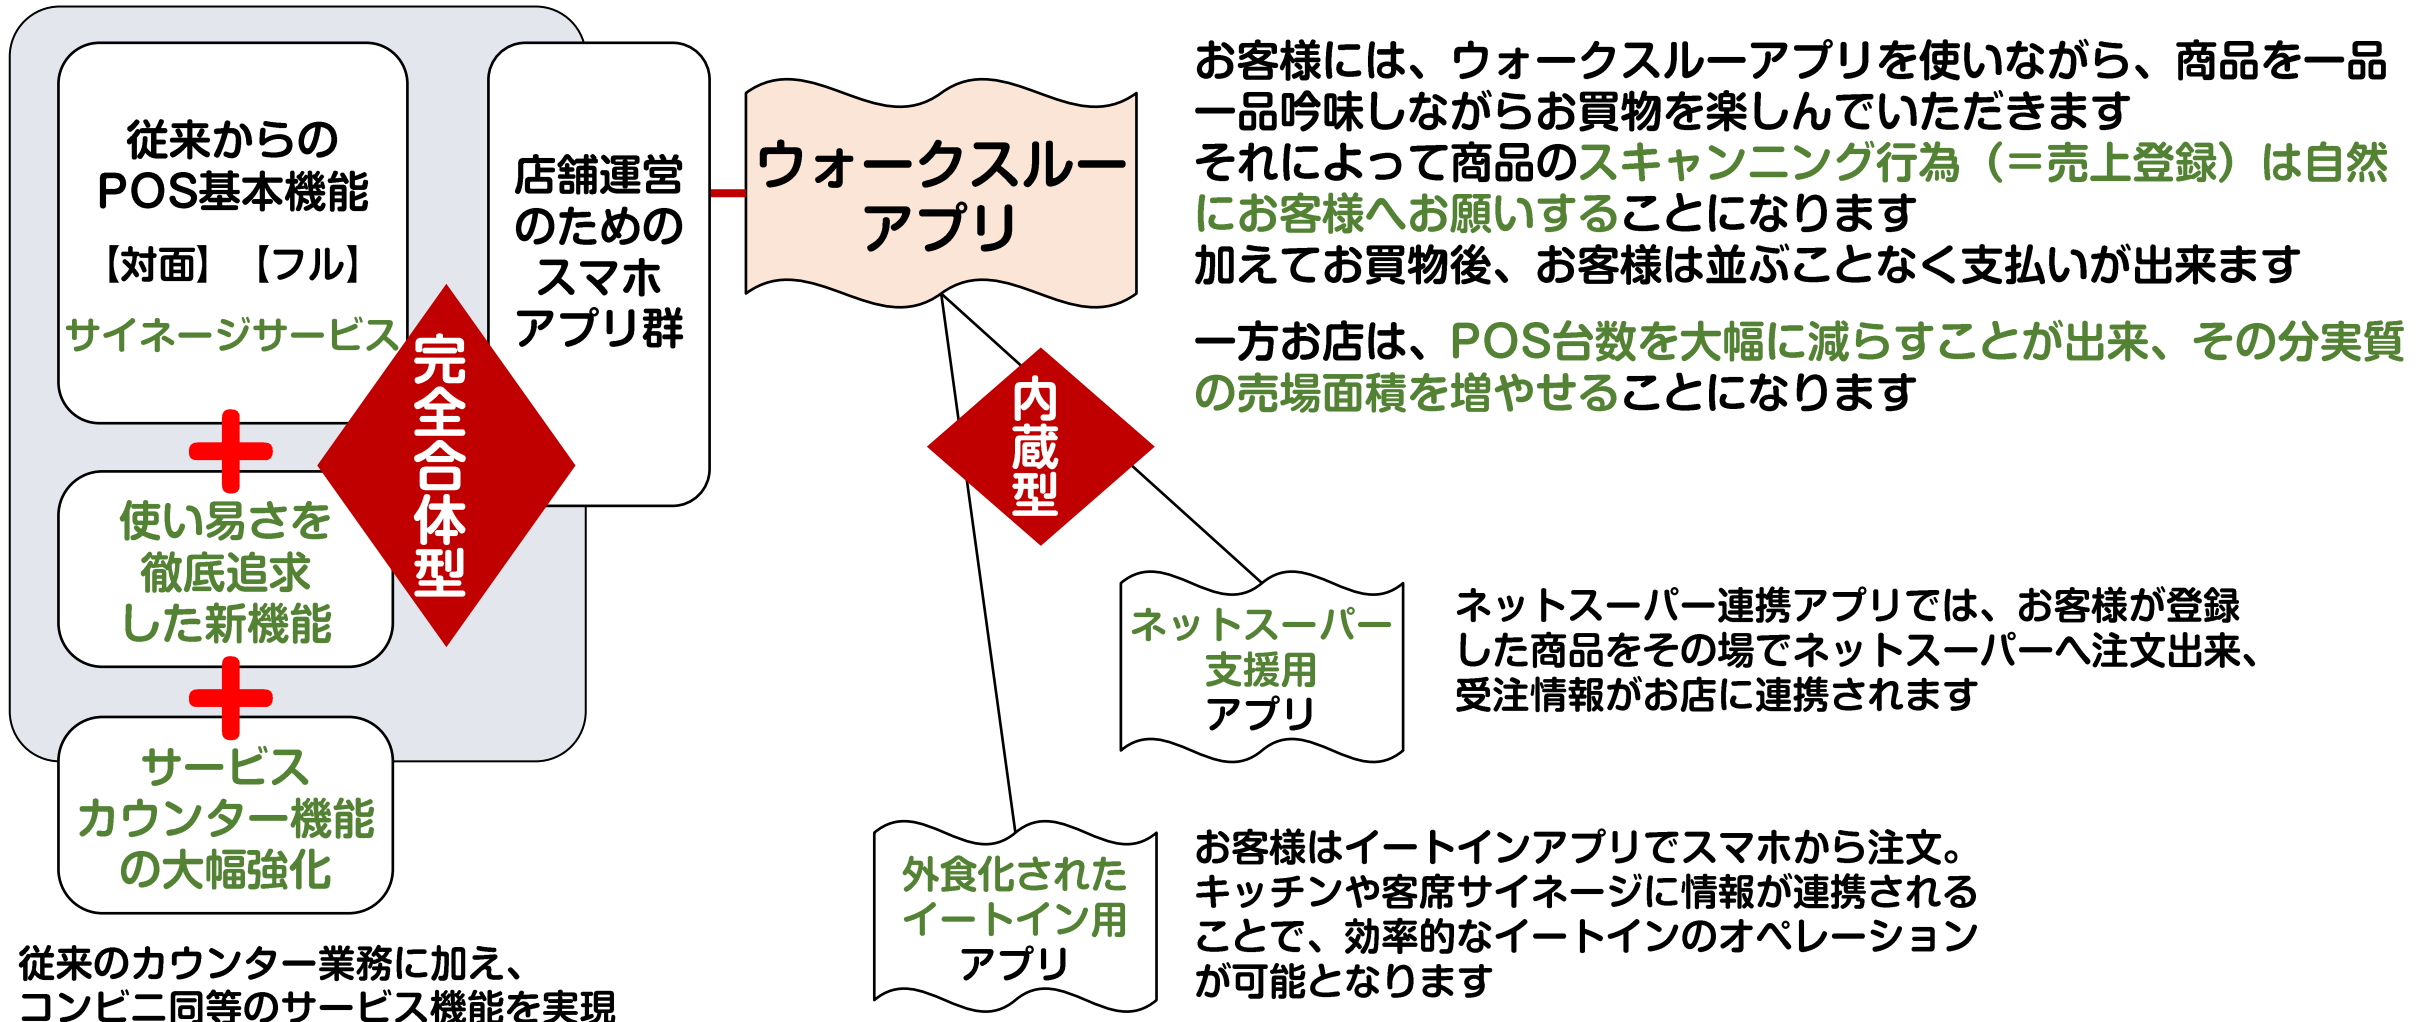 従来からの
POS基本機能
【対面】【フル】
サイネージサービス
使い易さを
徹底追求
した新機能
サービス
カウンター機能
の大幅強化
従来のカウンター業務に加え、
コンビニ同等のサービス機能を実現
完全合体型
店舗運営
のための
スマホ
アプリ群
ウォークスルー
アプリ
お客様には、ウォークスルーアプリを使いながら、商品を一品
一品吟味しながらお買物を楽しんでいただきます
それによって商品のスキャンニング行為（＝売上登録）は自然
にお客様へお願いすることになります
加えてお買物後、お客様は並ぶことなく支払いが出来ます
一方お店は、POS台数を大幅に減らすことが出来、その分実質
の売場面積を増やせることになります
内蔵型
ネットスーパー
支援用
アプリ
ネットスーパー連携アプリでは、お客様が登録
した商品をその場でネットスーパーへ注文出来、
受注情報がお店に連携されます
外食化された
イートイン用
アプリ
お客様はイートインアプリでスマホから注文。
キッチンや客席サイネージに情報が連携される
ことで、効率的なイートインのオペレーション
が可能となります